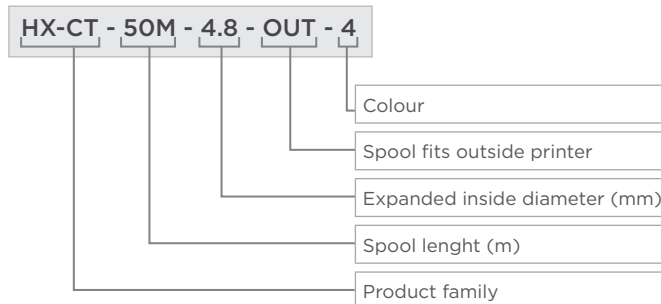 HX-CT - 50M - 4.8 - OUT - 4
Colour
Spool fits outside printer
Expanded inside diameter (mm)
Spool lenght (m)
Product family